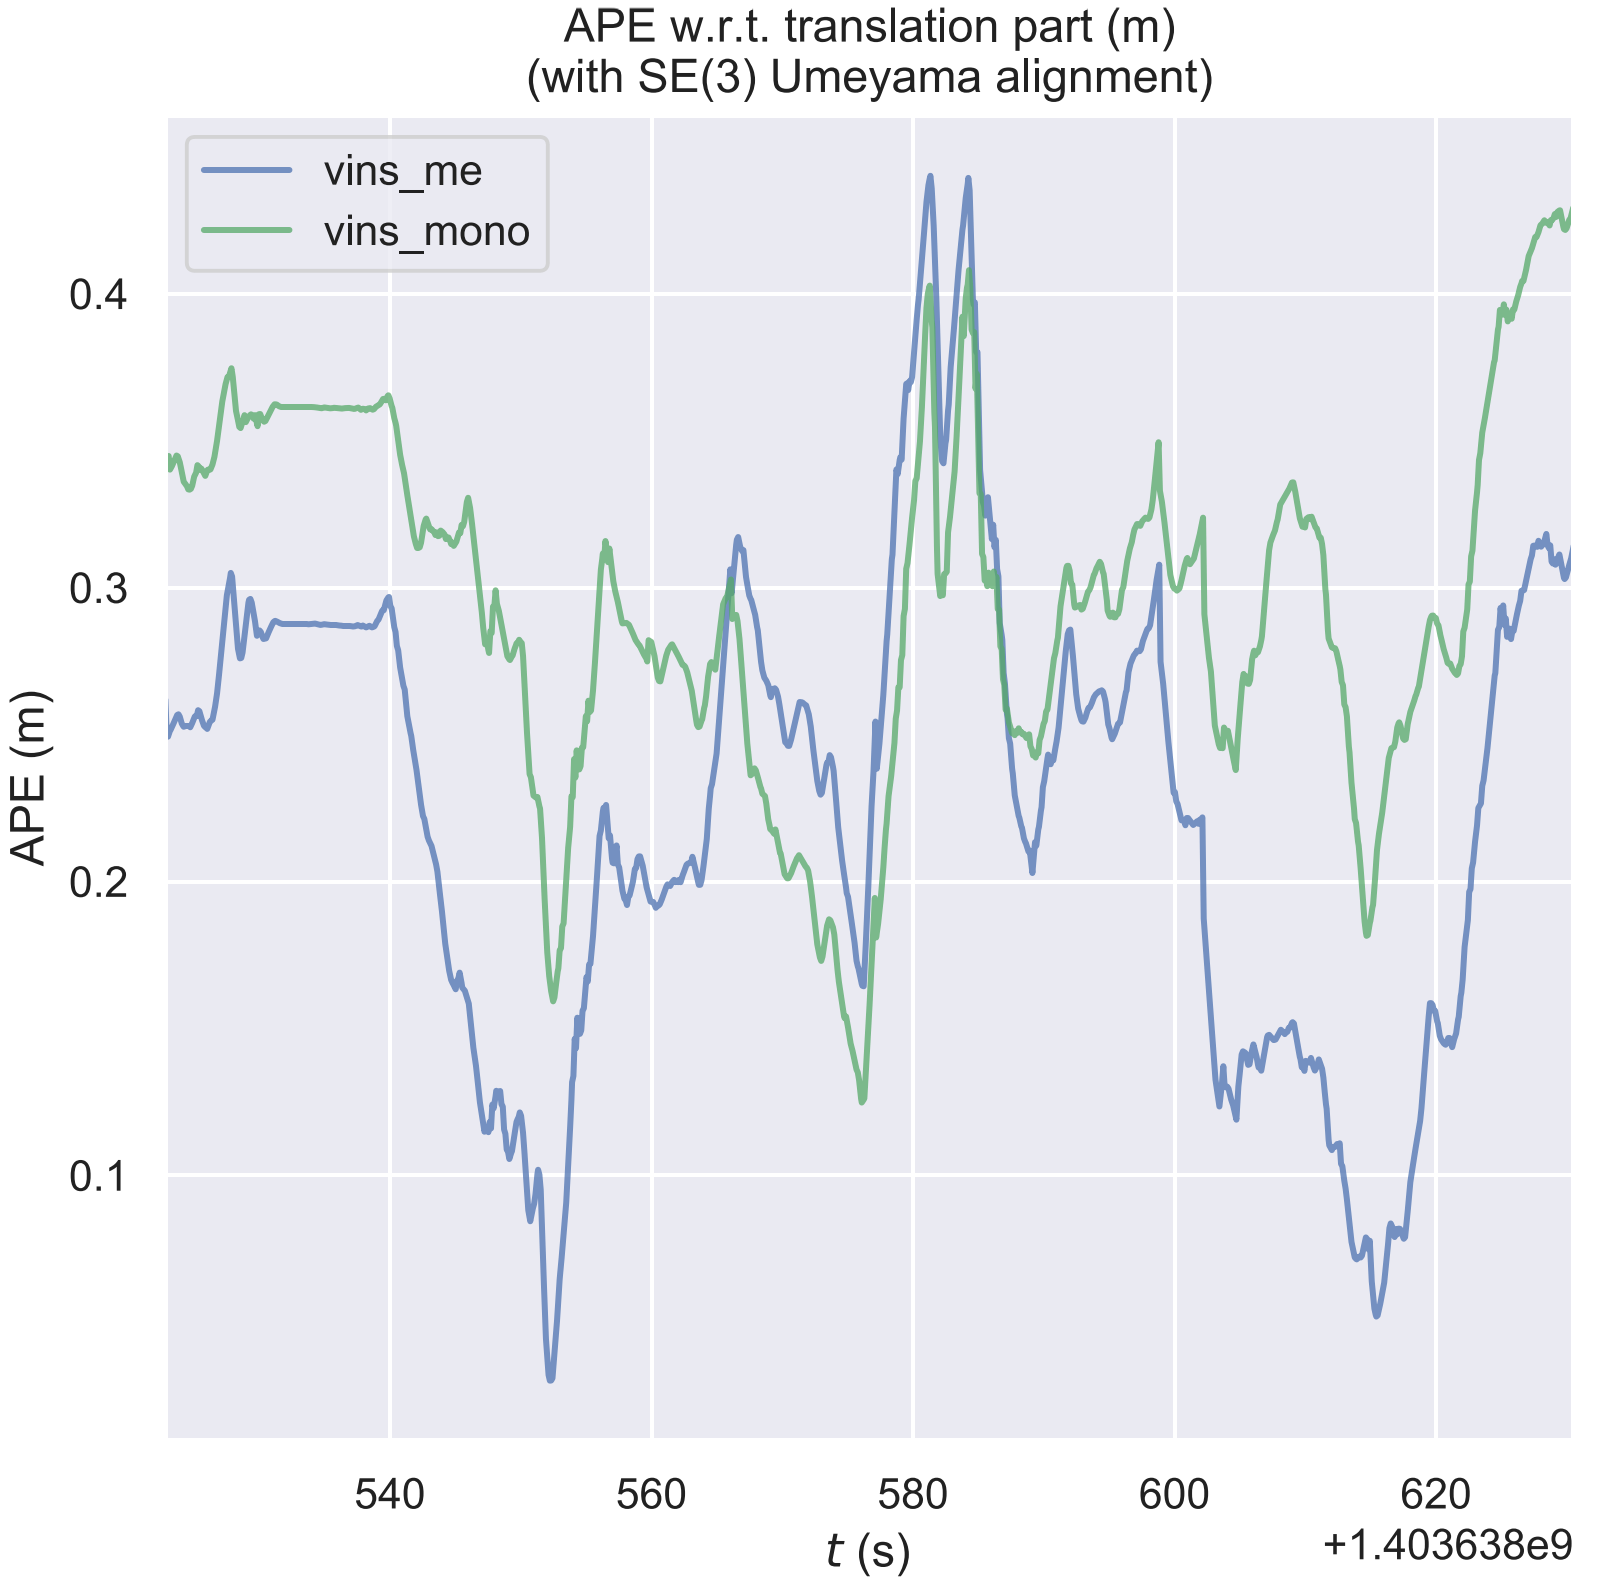 APE w.r.t. translation part (m)
(with SE(3) Umeyama alignment)
vins_me
vins_mono
APE (m)
0.4
0.3
0.2
0.1
540 560 580 600 620
t (s)
+1.403638e9